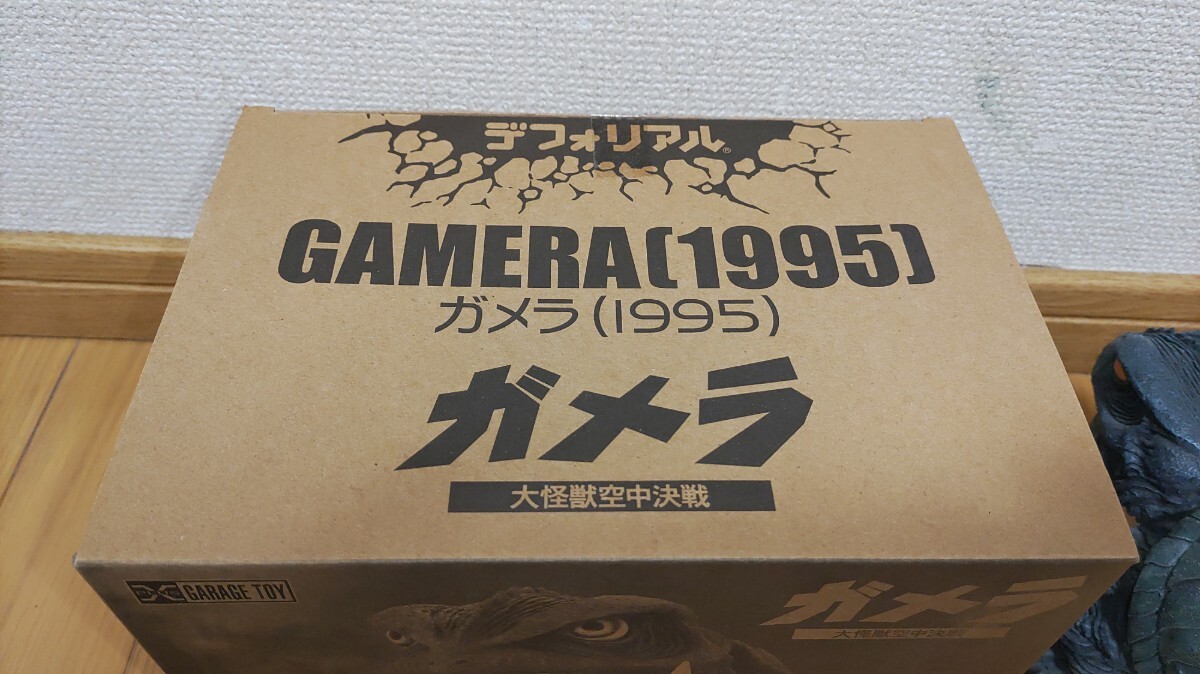 デフォリアル®
GAMERA(1995)
ガメラ(1995)
ガメラ
大怪獣空中決戦
GARAGE TOY
ガメラ
大怪獣空中決戦